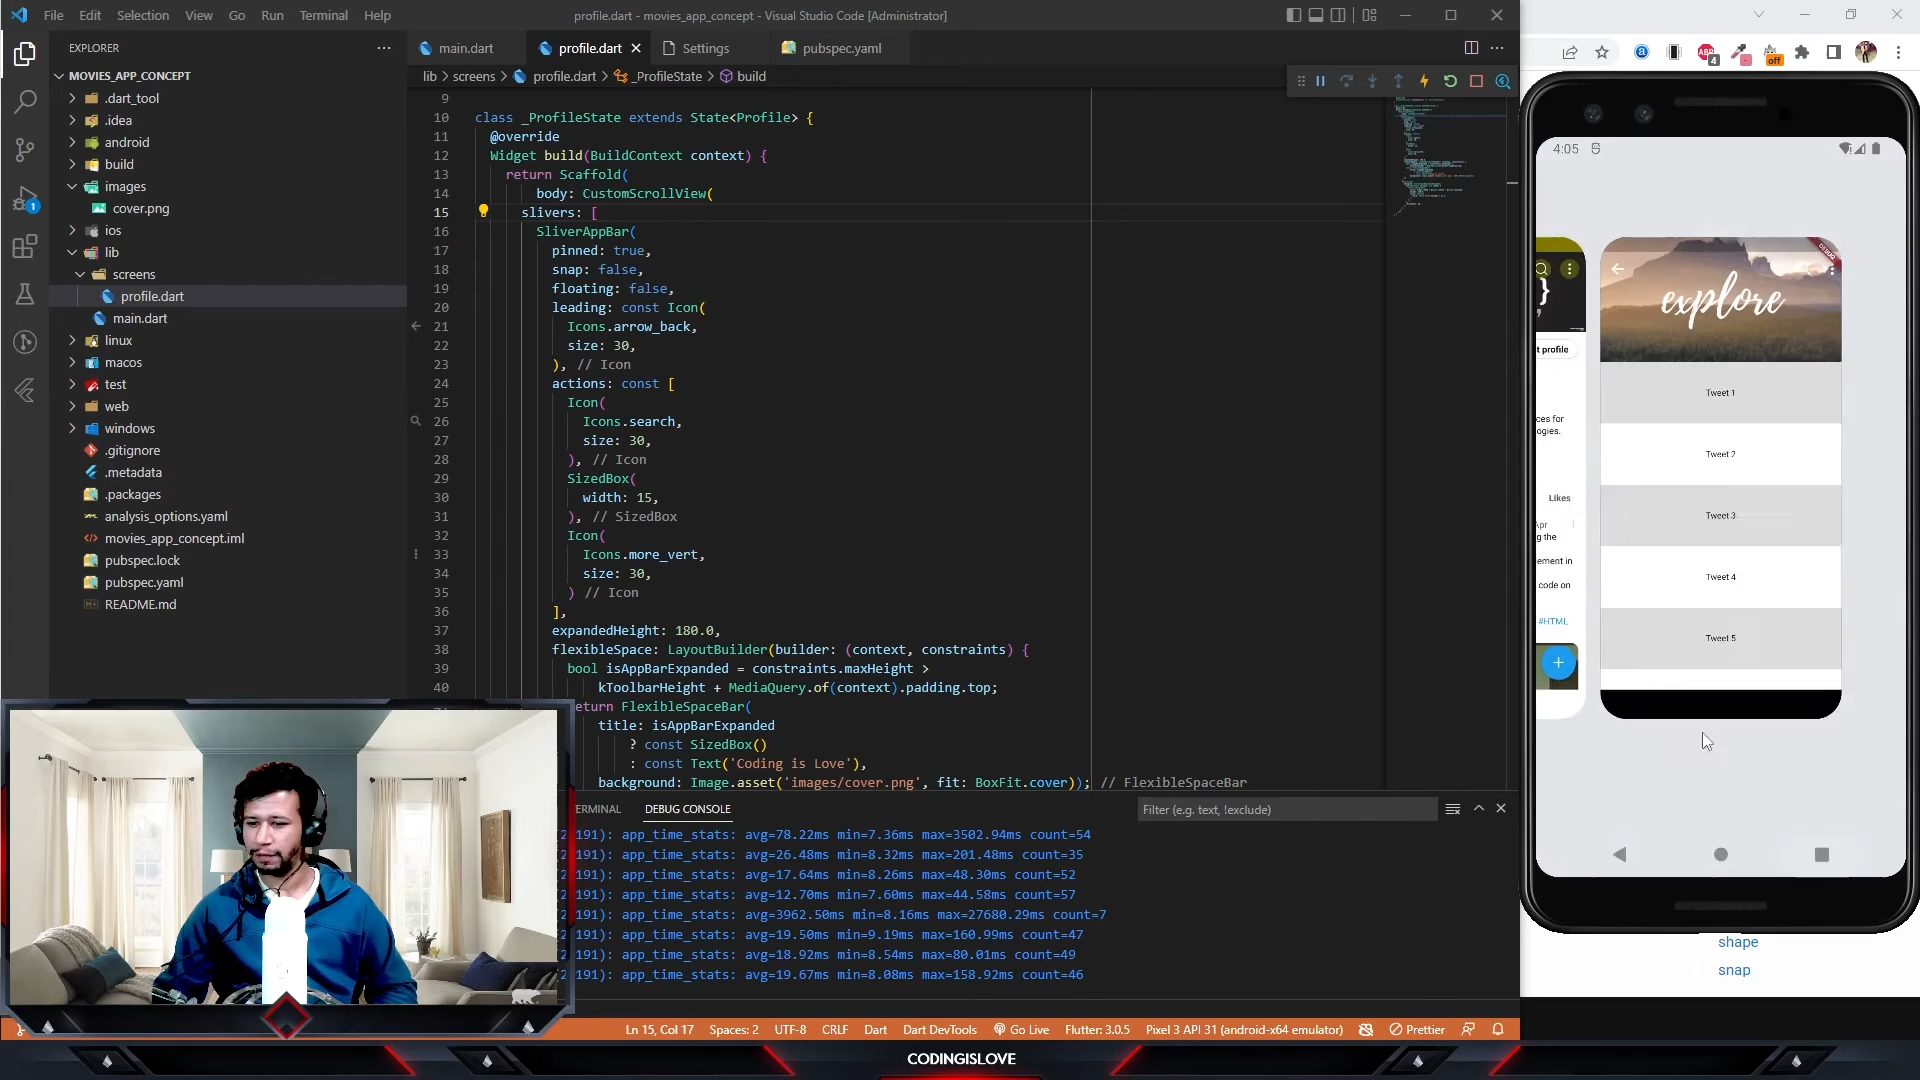 File Edit Selection View Go Run Terminal Help
profile.dart - movies_app_concept - Visual Studio Code [Administrator]
EXPLORER
MOVIES_APP_CONCEPT
.dart_tool
.idea
android
build
images
cover.png
ios
lib
screens
profile.dart
main.dart
linux
macos
test
web
windows
.gitignore
.metadata
.packages
analysis_options.yaml
movies_app_concept.iml
pubspec.lock
pubspec.yaml
README.md
1
main.dart profile.dart Settings pubspec.yaml
lib > screens > profile.dart > _ProfileState > build
9
10 class _ProfileState extends State<Profile> {
11 @override
12 Widget build(BuildContext context) {
13 return Scaffold(
14 body: CustomScrollView(
15 slivers: [
16 SliverAppBar(
17 pinned: true,
18 snap: false,
19 floating: false,
20 leading: const Icon(
21 Icons.arrow_back,
22 size: 30,
23 ), // Icon
24 actions: const [
25 Icon(
26 Icons.search,
27 size: 30,
28 ), // Icon
29 SizedBox(
30 width: 15,
31 ), // SizedBox
32 Icon(
33 Icons.more_vert,
34 size: 30,
35 ) // Icon
36 ],
37 expandedHeight: 180.0,
38 flexibleSpace: LayoutBuilder(builder: (context, constraints) {
39 bool isAppBarExpanded = constraints.maxHeight >
40 kToolbarHeight + MediaQuery.of(context).padding.top;
eturn FlexibleSpaceBar(
title: isAppBarExpanded
? const SizedBox()
: const Text('Coding is Love'),
background: Image.asset('images/cover.png', fit: BoxFit.cover)); // FlexibleSpaceBar
ERMINAL DEBUG CONSOLE
Filter (e.g. text, !exclude)
191): app_time_stats: avg=78.22ms min=7.36ms max=3502.94ms count=54
191): app_time_stats: avg=26.48ms min=8.32ms max=201.48ms count=35
191): app_time_stats: avg=17.64ms min=8.26ms max=48.30ms count=52
191): app_time_stats: avg=12.70ms min=7.60ms max=44.58ms count=57
191): app_time_stats: avg=3962.50ms min=8.16ms max=27680.29ms count=7
191): app_time_stats: avg=19.50ms min=9.19ms max=160.99ms count=47
191): app_time_stats: avg=18.92ms min=8.54ms max=80.01ms count=49
191): app_time_stats: avg=19.67ms min=8.08ms max=158.92ms count=46
Ln 15, Col 17 Spaces: 2 UTF-8 CRLF Dart Dart DevTools Go Live Flutter: 3.0.5 Pixel 3 API 31 (android-x64 emulator) Prettier
CODINGISLOVE
ABP
4
off
4:05
DEBUG
explore
t profile
Tweet 1
ces for
ogies.
Tweet 2
Likes
Apr
Tweet 3
g the
ement in
Tweet 4
code on
#HTML
Tweet 5
shape
snap